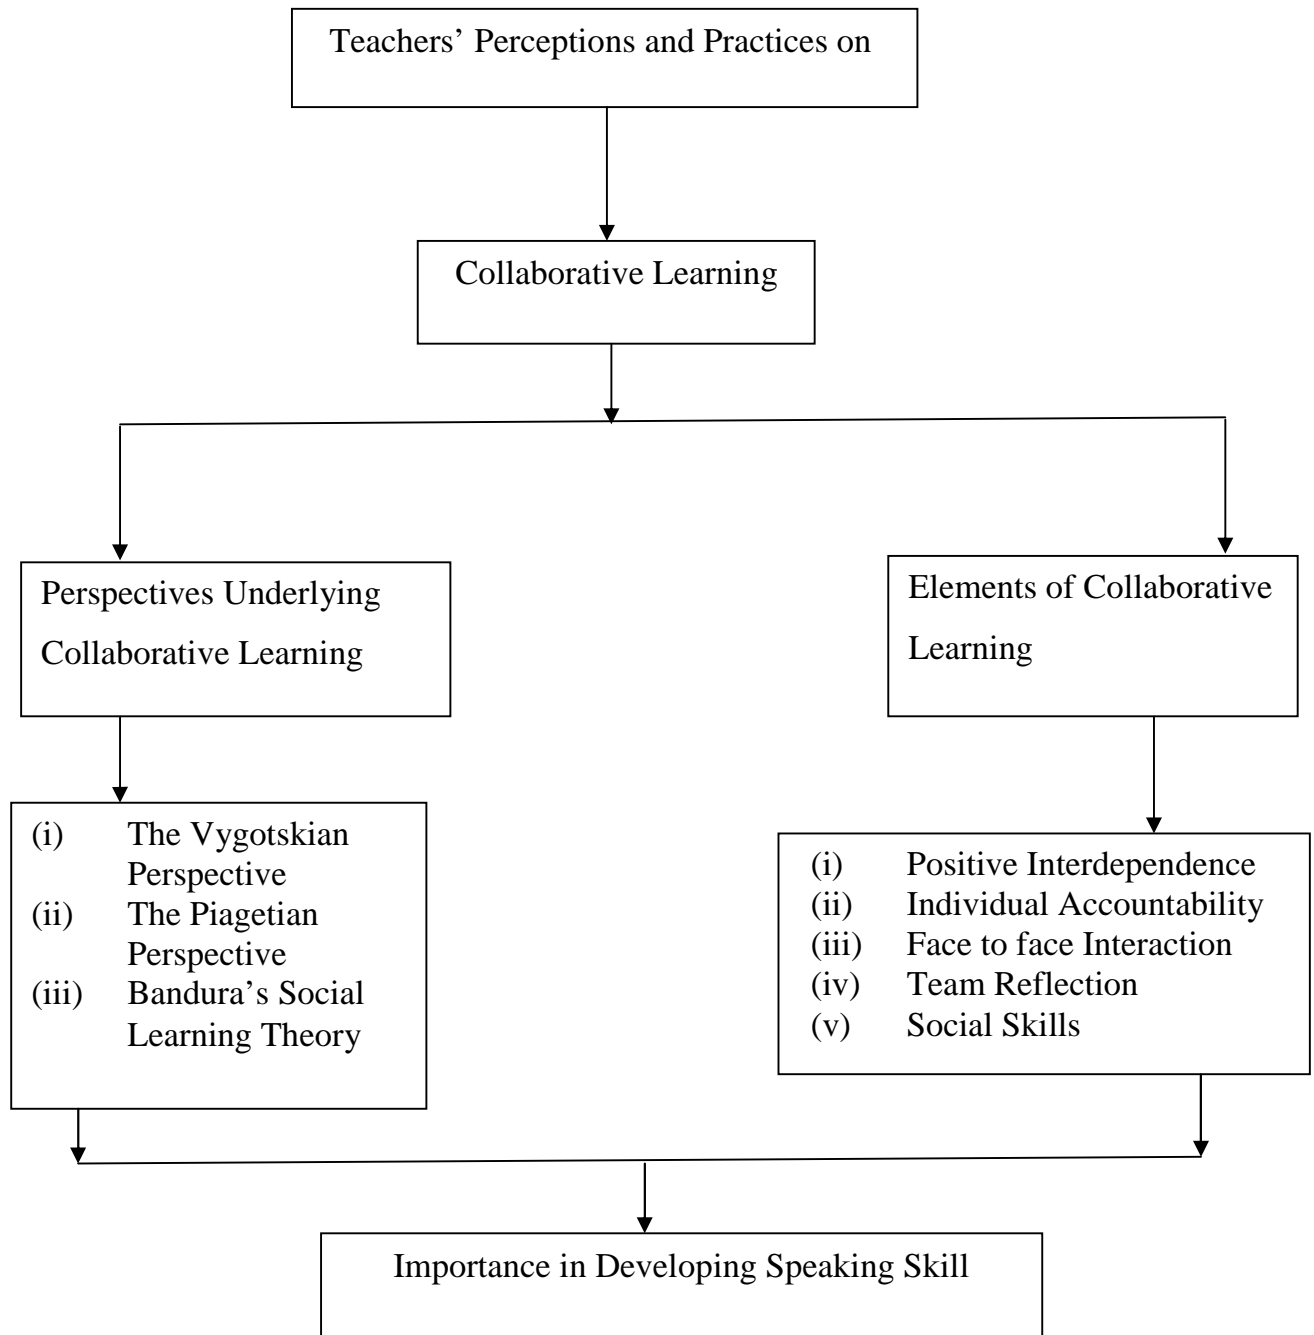 Teachers’ Perceptions and Practices on
Collaborative Learning
Perspectives Underlying
Collaborative Learning
Elements of Collaborative
Learning
(i) The Vygotskian
Perspective
(ii) The Piagetian
Perspective
(iii) Bandura’s Social
Learning Theory
(i) Positive Interdependence
(ii) Individual Accountability
(iii) Face to face Interaction
(iv) Team Reflection
(v) Social Skills
Importance in Developing Speaking Skill